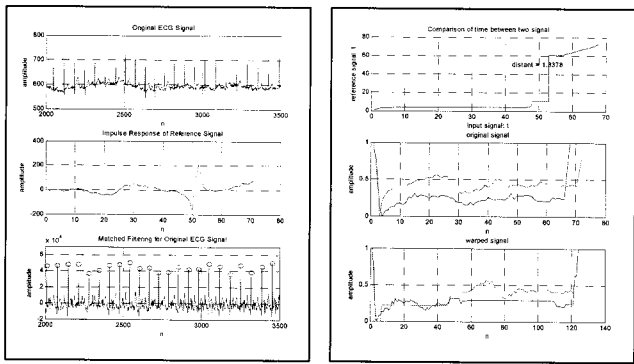 Original ECG Signal
800
700
600
500
amplitude
2000 2500 3000 3500
n
Impulse Response of Reference Signal
400
200
0
-200
amplitude
0 10 20 30 40 50 60 70 80
n
Matched Filtering for Original ECG Signal
x 10^4
6
4
2
0
-2
amplitude
2000 2500 3000 3500
n
Comparison of time between two signal
80
60
40
20
0
reference signal: t
distant = 1.8378
0 10 20 30 40 50 60 70
Input signal: t
original signal
1
0.5
0
amplitude
0 10 20 30 40 50 60 70 80
n
warped signal
1
0.5
0
amplitude
0 20 40 60 80 100 120 140
n